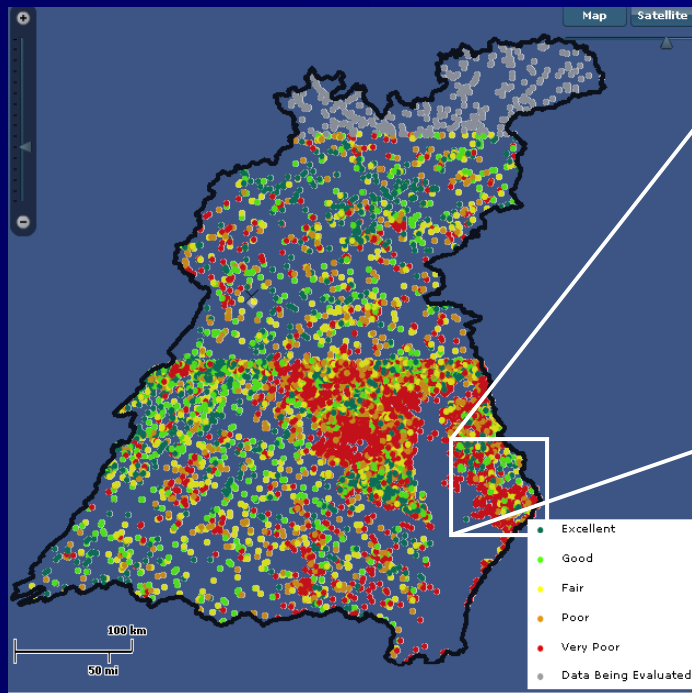 +
Map
Satellite
−
100 km
50 mi
Excellent
Good
Fair
Poor
Very Poor
Data Being Evaluated